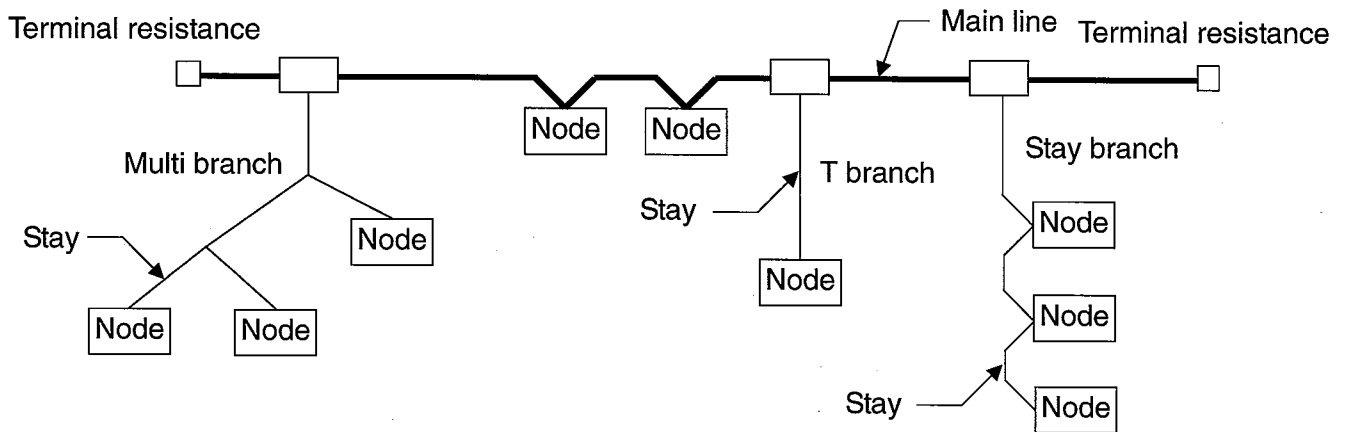 Terminal resistance
Main line
Terminal resistance
Node
Node
Multi branch
T branch
Stay branch
Stay
Stay
Node
Node
Node
Node
Node
Node
Stay
Node